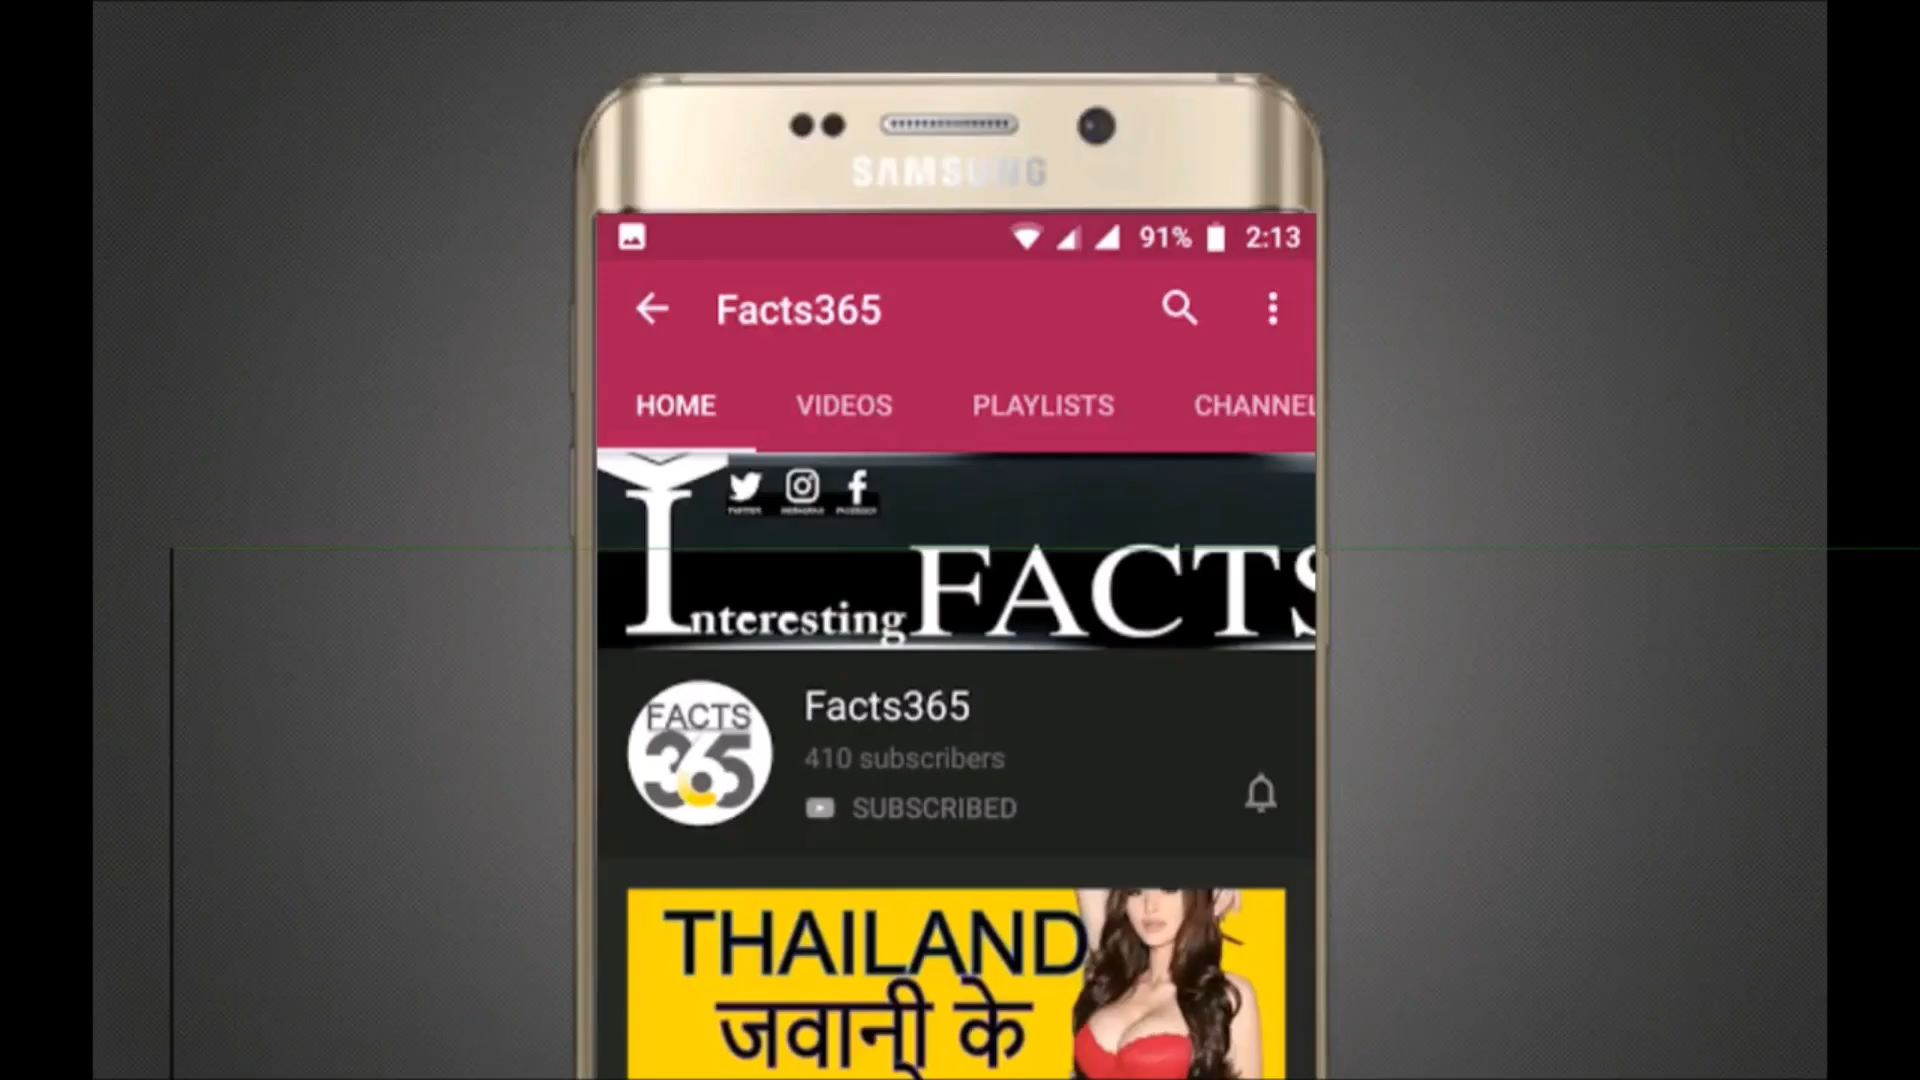 SAMSUNG
91% 2:13
Facts365
HOME VIDEOS PLAYLISTS CHANNEL
Interesting FACTS
FACTS
365
Facts365
410 subscribers
SUBSCRIBED
THAILAND
जवानी के